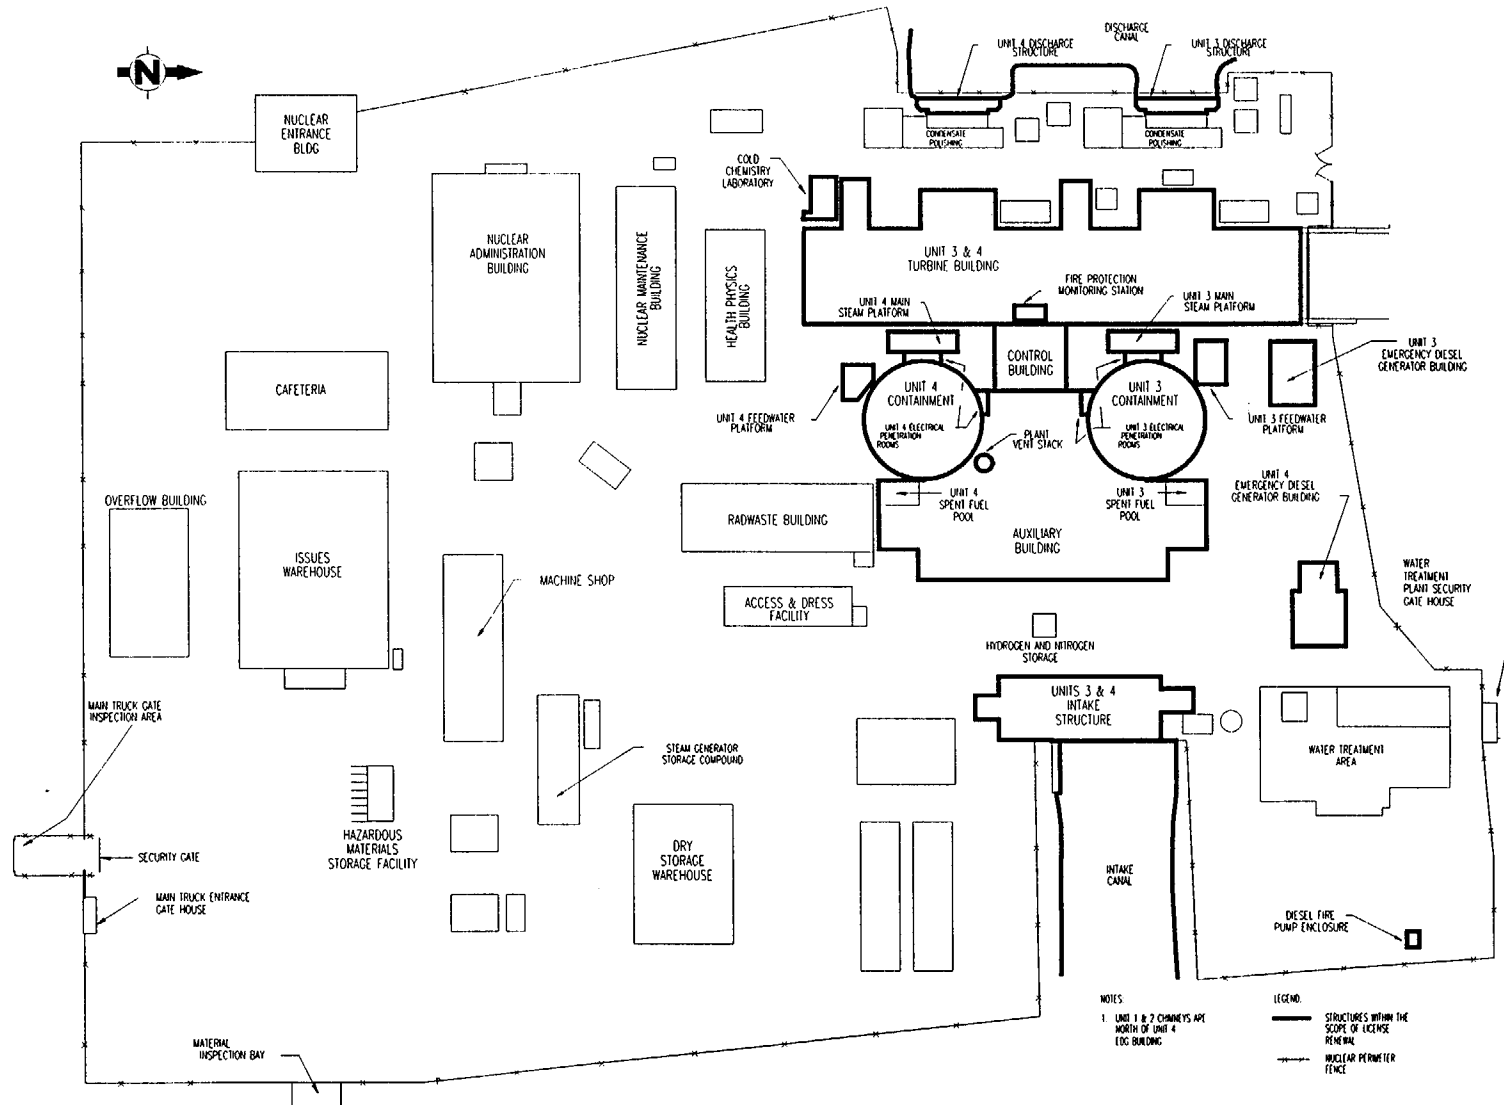 DISCHARGE
CANAL
UNIT 4 DISCHARGE
STRUCTURE
UNIT 3 DISCHARGE
STRUCTURE
N
NUCLEAR
ENTRANCE
BLDG
CONDENSATE
POLISHING
CONDENSATE
POLISHING
COLD
CHEMISTRY
LABORATORY
NUCLEAR
ADMINISTRATION
BUILDING
NUCLEAR MAINTENANCE
BUILDING
HEALTH PHYSICS
BUILDING
UNIT 3 & 4
TURBINE BUILDING
FIRE PROTECTION
MONITORING STATION
UNIT 4 MAIN
STEAM PLATFORM
UNIT 3 MAIN
STEAM PLATFORM
UNIT 3
EMERGENCY DIESEL
GENERATOR BUILDING
CONTROL
BUILDING
CAFETERIA
UNIT 4
CONTAINMENT
UNIT 3
CONTAINMENT
UNIT 4 FEEDWATER
PLATFORM
UNIT 3 FEEDWATER
PLATFORM
UNIT 4 ELECTRICAL
PENETRATION
ROOMS
PLANT
VENT STACK
UNIT 3 ELECTRICAL
PENETRATION
ROOMS
UNIT 4
EMERGENCY DIESEL
GENERATOR BUILDING
OVERFLOW BUILDING
UNIT 4
SPENT FUEL
POOL
UNIT 3
SPENT FUEL
POOL
RADWASTE BUILDING
AUXILIARY
BUILDING
ISSUES
WAREHOUSE
MACHINE SHOP
WATER
TREATMENT
PLANT SECURITY
GATE HOUSE
ACCESS & DRESS
FACILITY
HYDROGEN AND NITROGEN
STORAGE
MAIN TRUCK GATE
INSPECTION AREA
UNITS 3 & 4
INTAKE
STRUCTURE
STEAM GENERATOR
STORAGE COMPOUND
WATER TREATMENT
AREA
HAZARDOUS
MATERIALS
STORAGE FACILITY
SECURITY GATE
DRY
STORAGE
WAREHOUSE
INTAKE
CANAL
MAIN TRUCK ENTRANCE
GATE HOUSE
DIESEL FIRE
PUMP ENCLOSURE
NOTES:
1. UNIT 1 & 2 CHIMNEYS ARE
NORTH OF UNIT 4
EDG BUILDING
LEGEND:
STRUCTURES WITHIN THE
SCOPE OF LICENSE
RENEWAL
NUCLEAR PERIMETER
FENCE
MATERIAL
INSPECTION BAY